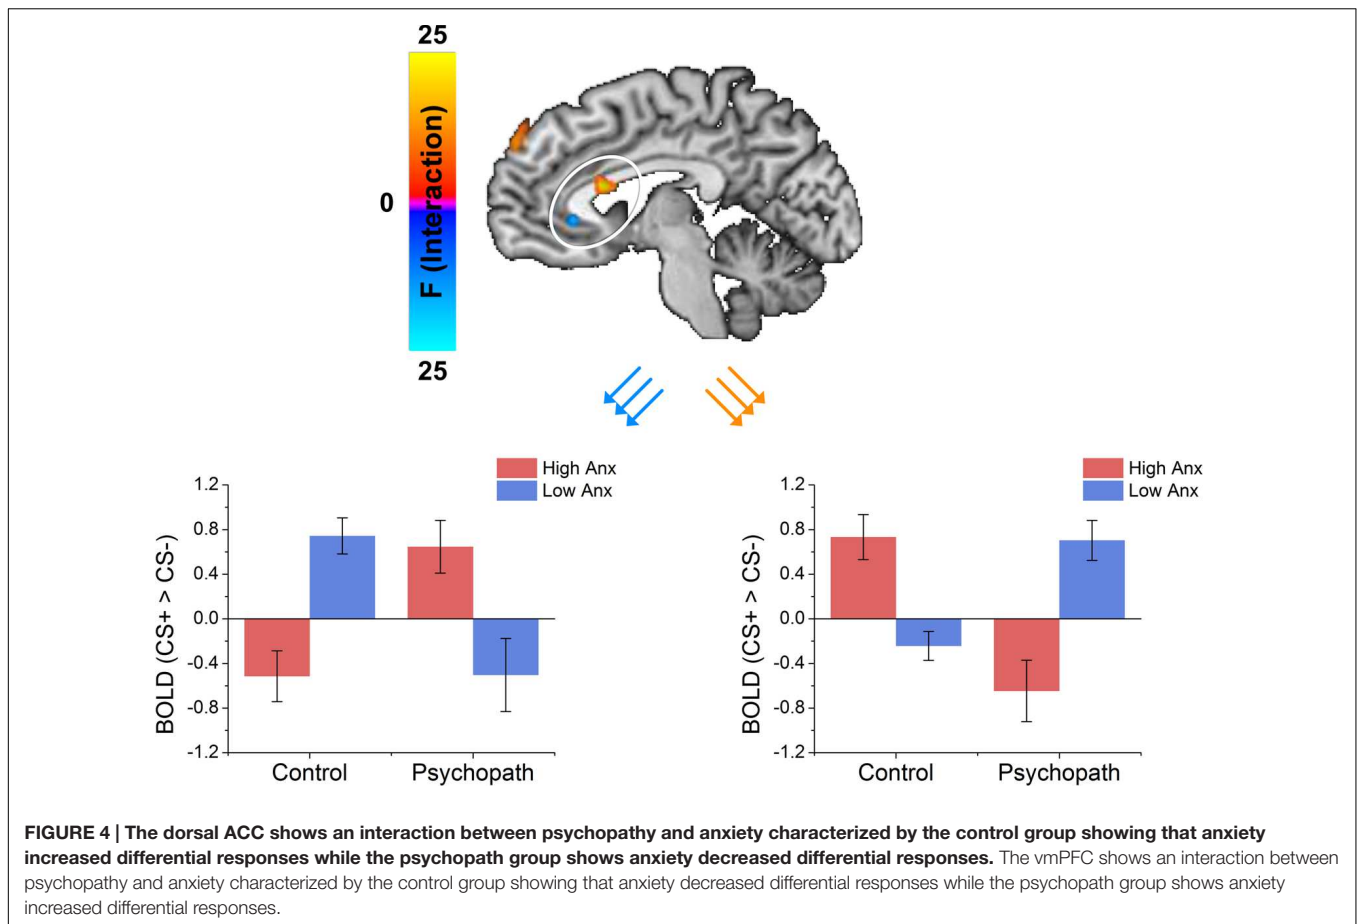 25
0
F (Interaction)
25
High Anx
Low Anx
BOLD (CS+ > CS-)
1.2
0.8
0.4
0.0
-0.4
-0.8
-1.2
Control
Psychopath
High Anx
Low Anx
BOLD (CS+ > CS-)
1.2
0.8
0.4
0.0
-0.4
-0.8
-1.2
Control
Psychopath
FIGURE 4 | The dorsal ACC shows an interaction between psychopathy and anxiety characterized by the control group showing that anxiety
increased differential responses while the psychopath group shows anxiety decreased differential responses. The vmPFC shows an interaction between
psychopathy and anxiety characterized by the control group showing that anxiety decreased differential responses while the psychopath group shows anxiety
increased differential responses.